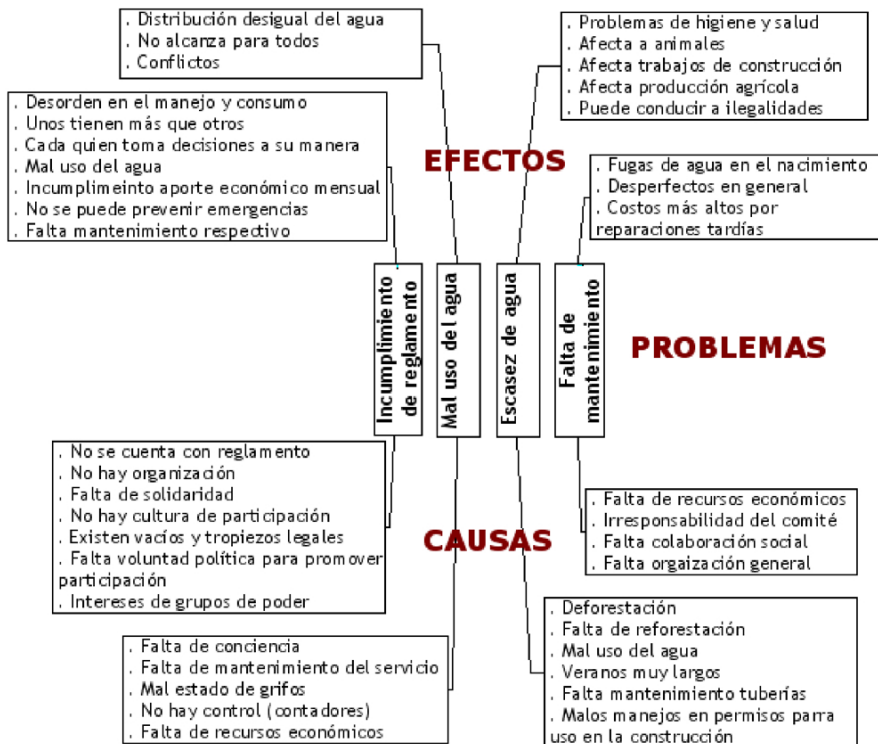 . Distribución desigual del agua
. No alcanza para todos
. Conflictos
. Problemas de higiene y salud
. Afecta a animales
. Afecta trabajos de construcción
. Afecta producción agrícola
. Puede conducir a ilegalidades
. Desorden en el manejo y consumo
. Unos tienen más que otros
. Cada quien toma decisiones a su manera
. Mal uso del agua
. Incumplimeinto aporte económico mensual
. No se puede prevenir emergencias
. Falta mantenimiento respectivo
EFECTOS
. Fugas de agua en el nacimiento
. Desperfectos en general
. Costos más altos por
reparaciones tardías
Incumplimiento
de reglamento
Mal uso del agua
Escasez de agua
Falta de
mantenimiento
PROBLEMAS
. No se cuenta con reglamento
. No hay organización
. Falta de solidaridad
. No hay cultura de participación
. Existen vacíos y tropiezos legales
. Falta voluntad política para promover
participación
. Intereses de grupos de poder
CAUSAS
. Falta de recursos económicos
. Irresponsabilidad del comité
. Falta colaboración social
. Falta orgaización general
. Falta de conciencia
. Falta de mantenimiento del servicio
. Mal estado de grifos
. No hay control (contadores)
. Falta de recursos económicos
. Deforestación
. Falta de reforestación
. Mal uso del agua
. Veranos muy largos
. Falta mantenimiento tuberías
. Malos manejos en permisos parra
uso en la construcción